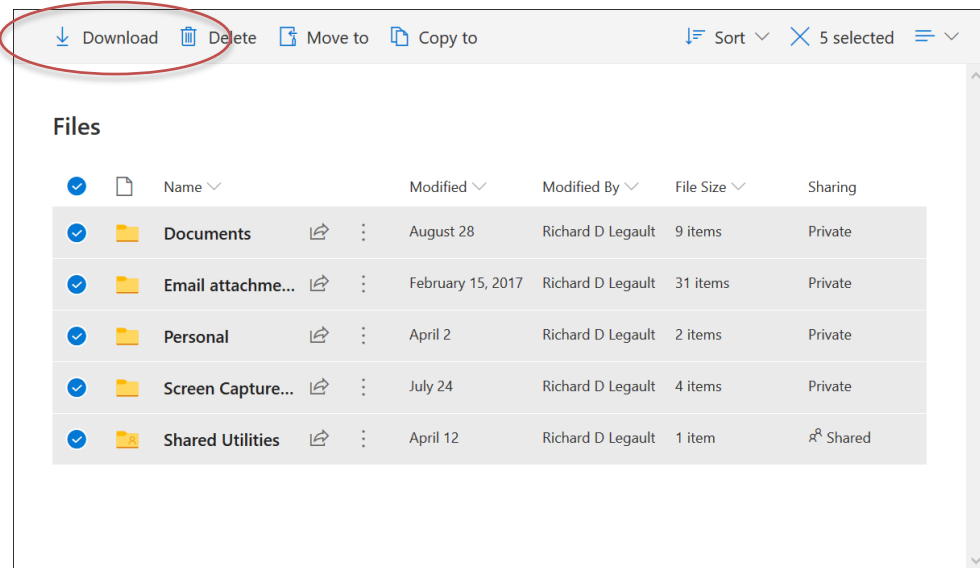 Download Delete Move to Copy to Sort 5 selected
Files
Name Modified Modified By File Size Sharing
Documents August 28 Richard D Legault 9 items Private
Email attachme... February 15, 2017 Richard D Legault 31 items Private
Personal April 2 Richard D Legault 2 items Private
Screen Capture... July 24 Richard D Legault 4 items Private
Shared Utilities April 12 Richard D Legault 1 item Shared